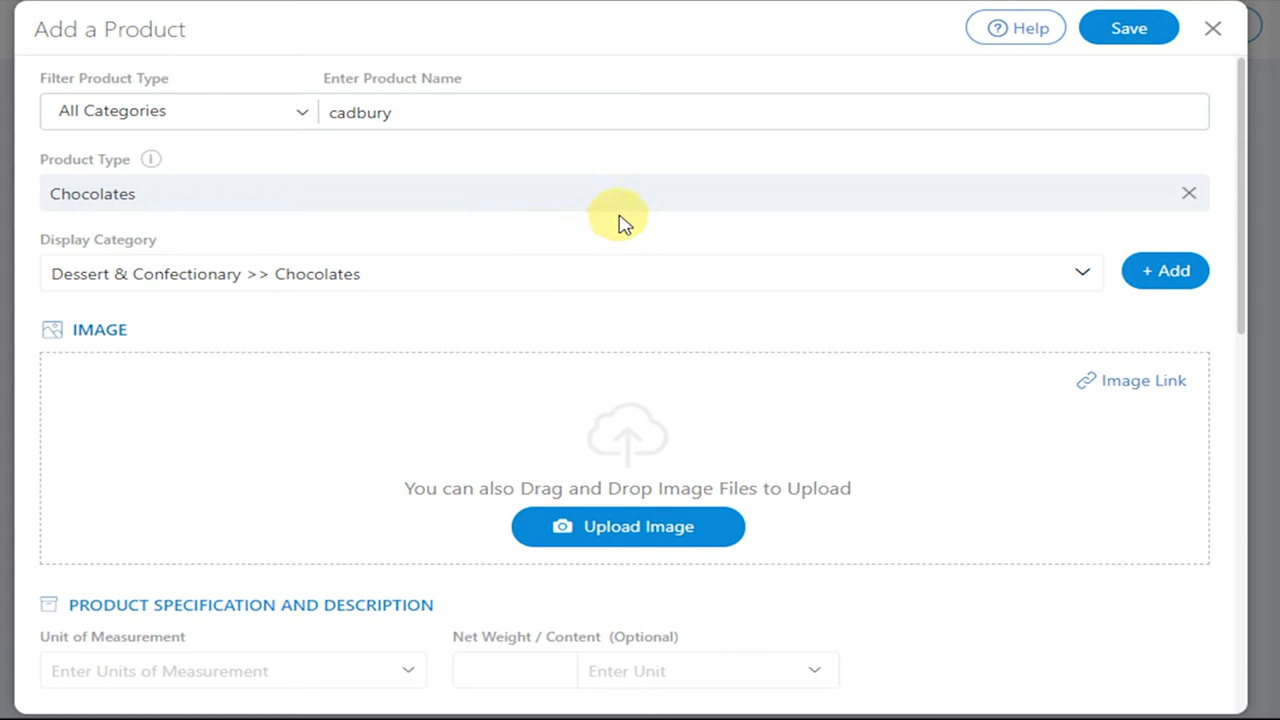 Add a Product
Help
Save
Filter Product Type
Enter Product Name
All Categories
cadbury
Product Type
Chocolates
Display Category
Dessert & Confectionary >> Chocolates
+ Add
IMAGE
Image Link
You can also Drag and Drop Image Files to Upload
Upload Image
PRODUCT SPECIFICATION AND DESCRIPTION
Unit of Measurement
Net Weight / Content (Optional)
Enter Units of Measurement
Enter Unit